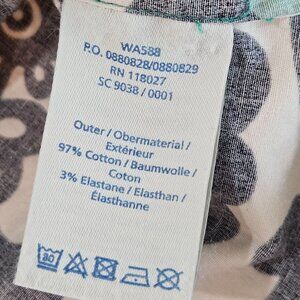 WA588
P.O. 0880828/0880829
RN 118027
SC 9038 / 0001
Outer / Obermaterial /
Extérieur
97% Cotton / Baumwolle /
Coton
3% Elastane / Elasthan /
Élasthanne